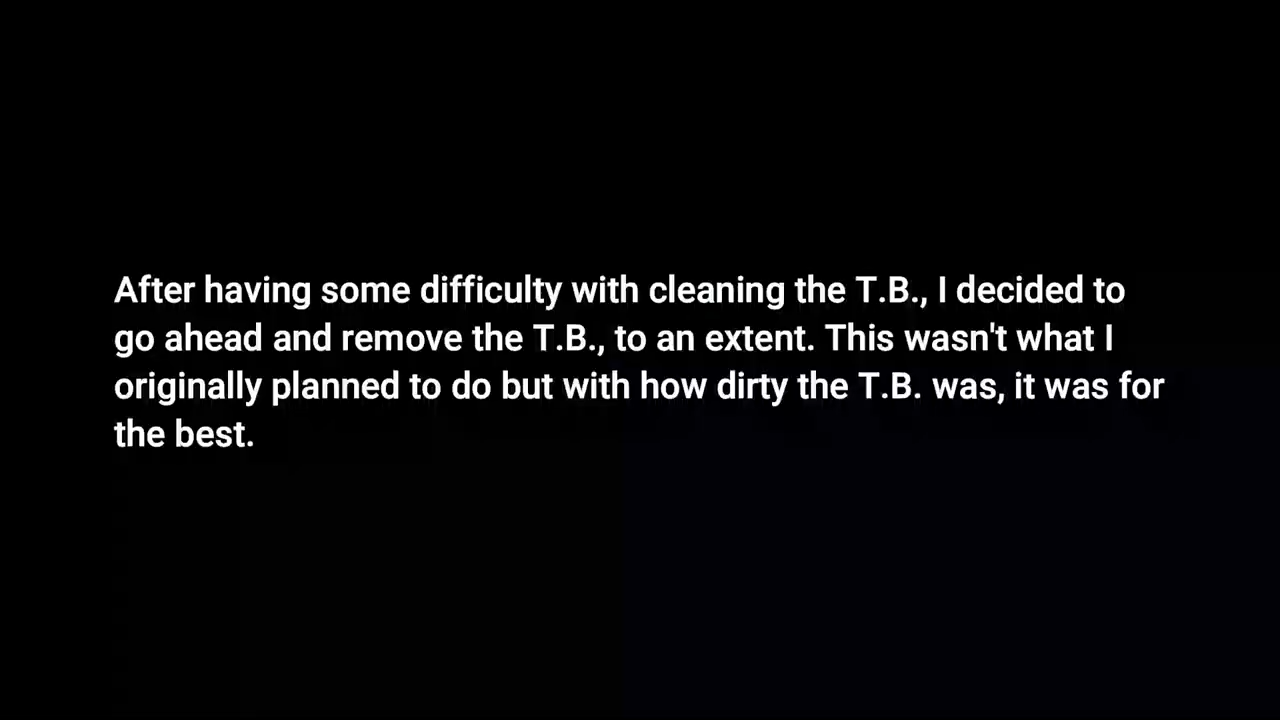 After having some difficulty with cleaning the T.B., I decided to
go ahead and remove the T.B., to an extent. This wasn't what I
originally planned to do but with how dirty the T.B. was, it was for
the best.